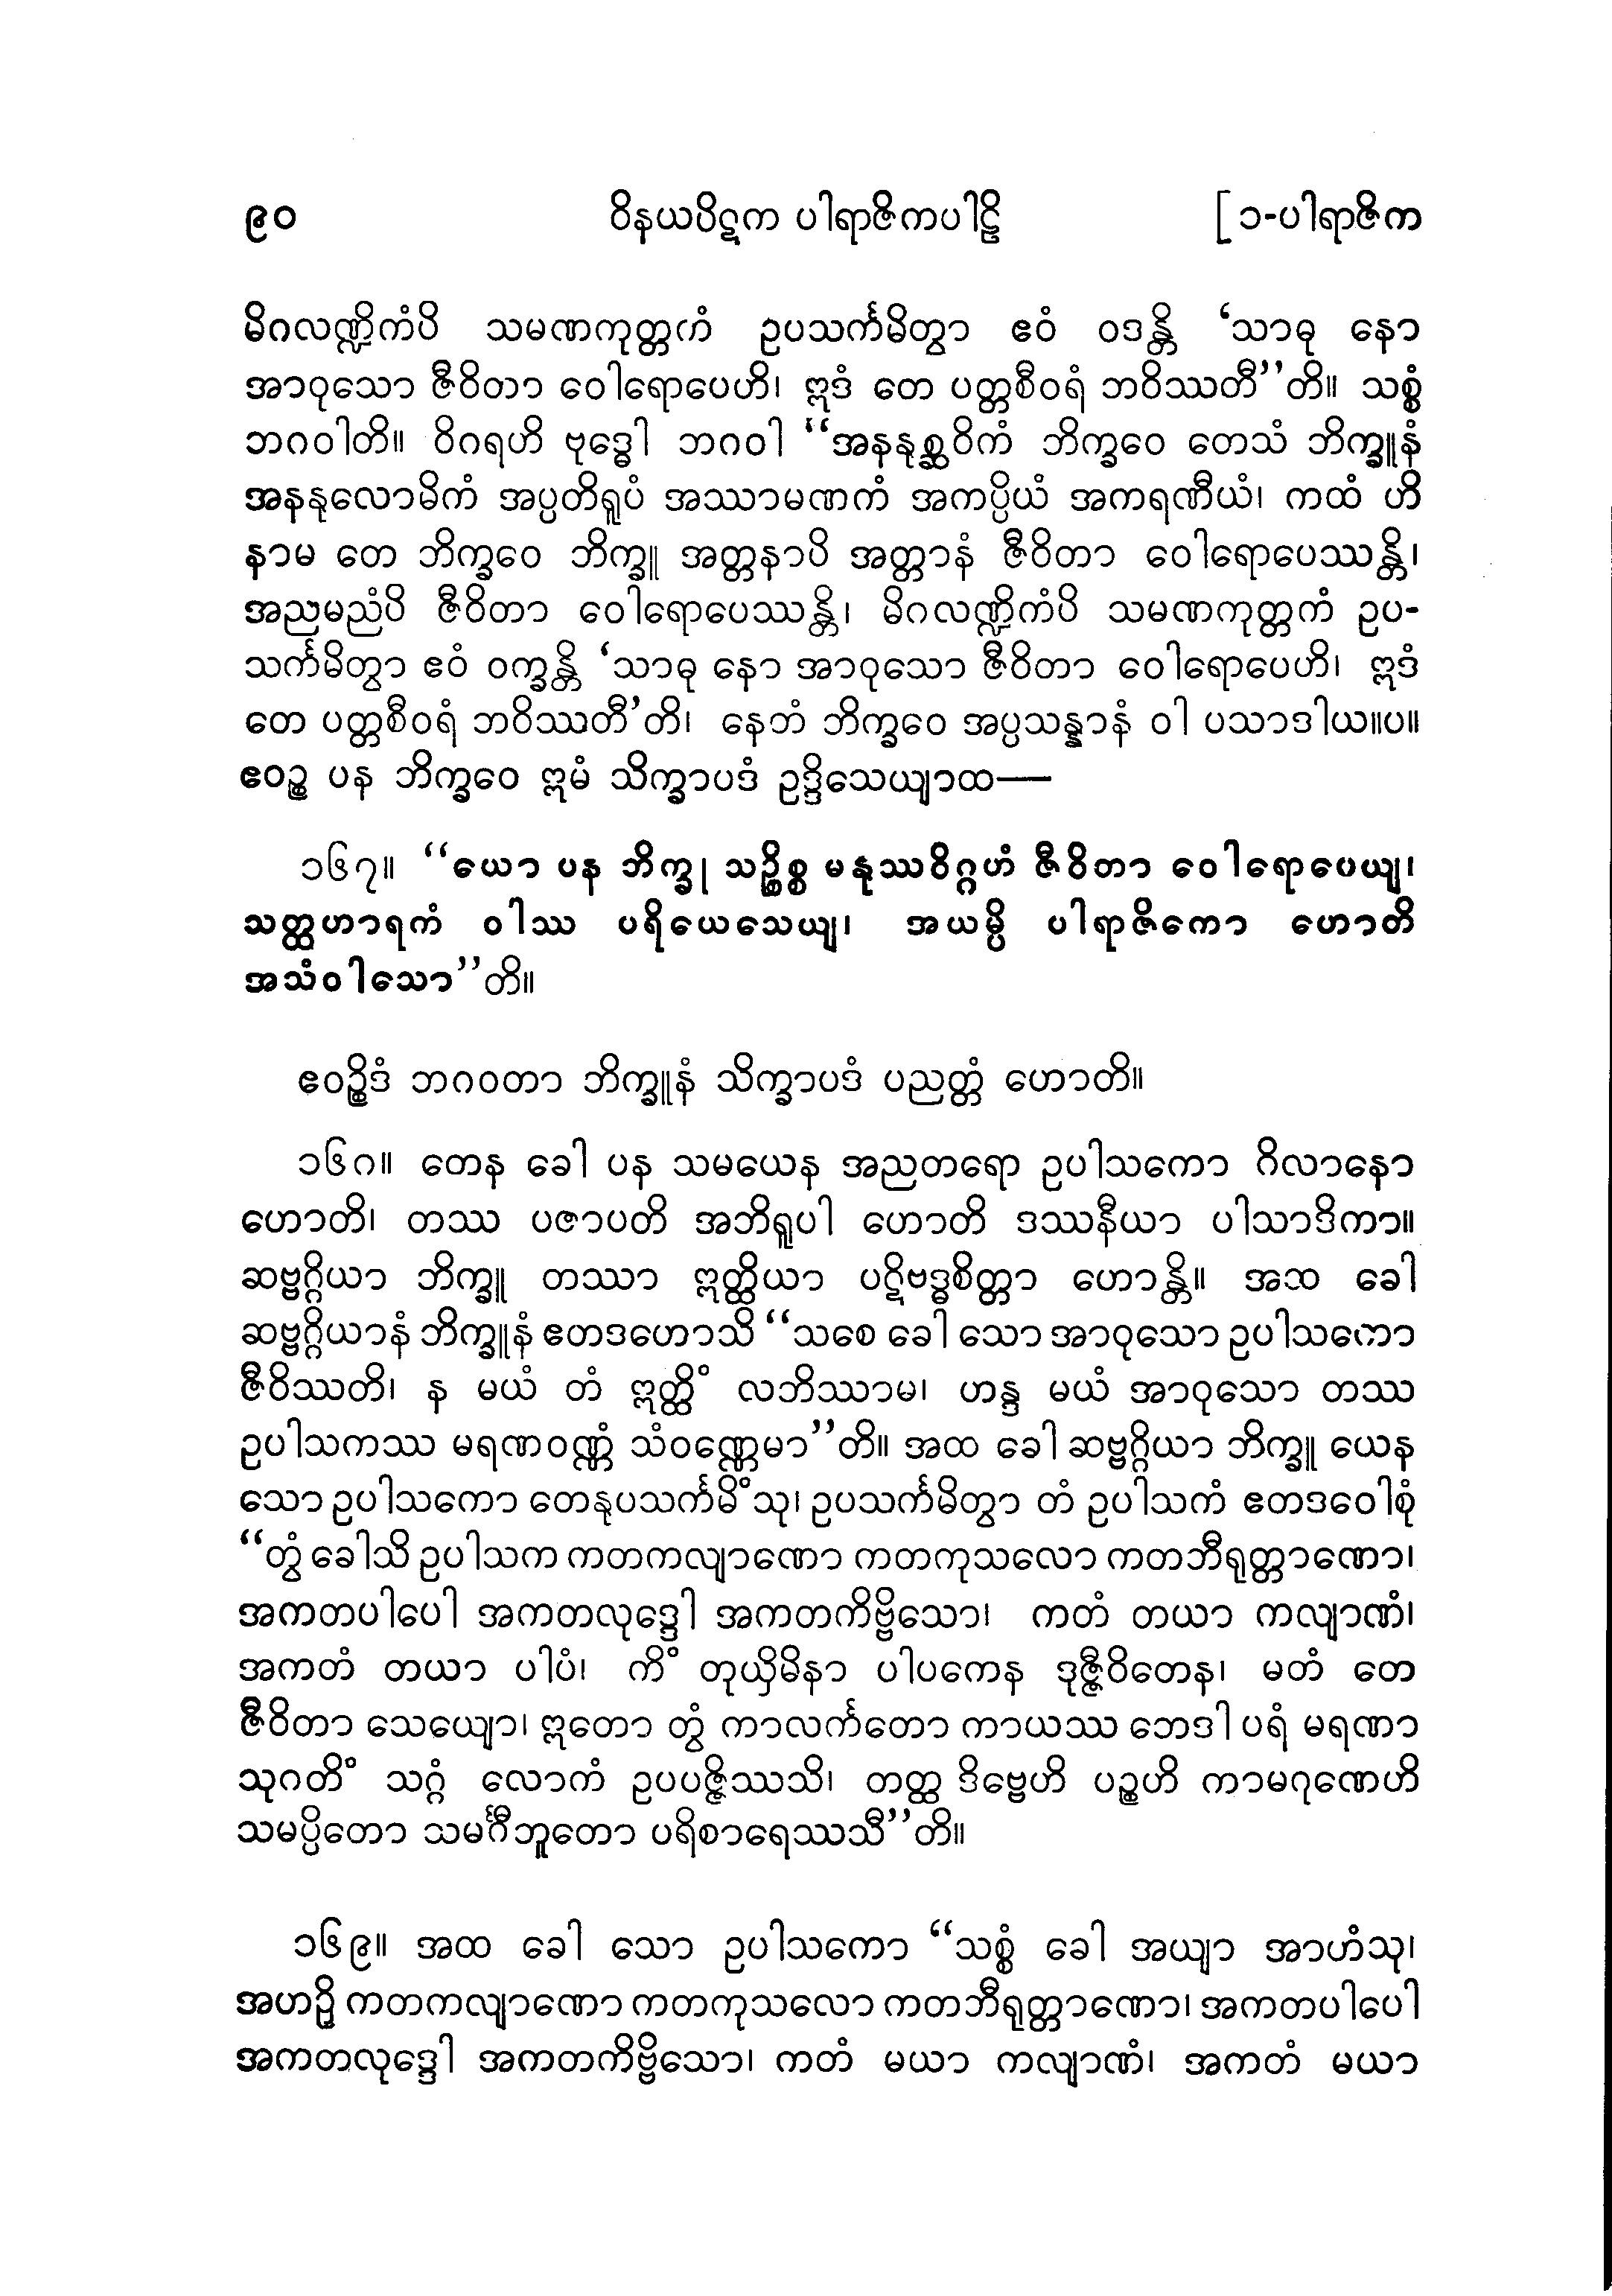 ၉၀ ဝိနယပိဋက ပါရာဇိကပါဠိ [ ၁-ပါရာဇိက
မိဂလဏ္ဍိကံပိ သမဏကုတ္တကံ ဥပသင်္ကမိတွာ ဧဝံ ဝဒန္တိ ‘သာဓု နော
အာဝုသော ဇီဝိတာ ဝေါရောပေဟိ၊ ဣဒံ တေ ပတ္တစီဝရံ ဘဝိဿတီ’’တိ။ သစ္စံ
ဘဂဝါတိ။ ဝိဂရဟိ ဗုဒ္ဓေါ ဘဂဝါ “အနနုစ္ဆဝိကံ ဘိက္ခဝေ တေသံ ဘိက္ခူနံ
အနနုလောမိကံ အပ္ပတိရူပံ အဿာမဏကံ အကပ္ပိယံ အကရဏီယံ၊ ကထံ ဟိ
နာမ တေ ဘိက္ခဝေ ဘိက္ခူ အတ္တနာပိ အတ္တာနံ ဇီဝိတာ ဝေါရောပေဿန္တိ၊
အညမညံပိ ဇီဝိတာ ဝေါရောပေဿန္တိ၊ မိဂလဏ္ဍိကံပိ သမဏကုတ္တကံ ဥပ-
သင်္ကမိတွာ ဧဝံ ဝက္ခန္တိ ‘သာဓု နော အာဝုသော ဇီဝိတာ ဝေါရောပေဟိ၊ ဣဒံ
တေ ပတ္တစီဝရံ ဘဝိဿတီ’တိ၊ နေတံ ဘိက္ခဝေ အပ္ပသန္နာနံ ဝါ ပသာဒါယ။ပ။
ဧဝဉ္စ ပန ဘိက္ခဝေ ဣမံ သိက္ခာပဒံ ဥဒ္ဒိသေယျာထ—
၁၆၇။ “ယော ပန ဘိက္ခု သဉ္စိစ္စ မနုဿဝိဂ္ဂဟံ ဇီဝိတာ ဝေါရောပေယျ၊
သတ္ထဟာရကံ ဝါဿ ပရိယေသေယျ၊ အယမ္ပိ ပါရာဇိကော ဟောတိ
အသံဝါသော”တိ။
ဧဝဉ္စိဒံ ဘဂဝတာ ဘိက္ခူနံ သိက္ခာပဒံ ပညတ္တံ ဟောတိ။
၁၆၈။ တေန ခေါ ပန သမယေန အညတရော ဥပါသကော ဂိလာနော
ဟောတိ၊ တဿ ပဇာပတိ အဘိရူပါ ဟောတိ ဒဿနီယာ ပါသာဒိကာ။
ဆဗ္ဗဂ္ဂိယာ ဘိက္ခူ တဿာ ဣတ္ထိယာ ပဋိဗဒ္ဓစိတ္တာ ဟောန္တိ။ အထ ခေါ
ဆဗ္ဗဂ္ဂိယာနံ ဘိက္ခူနံ ဧတဒဟောသိ “သစေ ခေါ သော အာဝုသော ဥပါသကော
ဇီဝိဿတိ၊ န မယံ တံ ဣတ္ထိံ လဘိဿာမ၊ ဟန္ဒ မယံ အာဝုသော တဿ
ဥပါသကဿ မရဏဝဏ္ဏံ သံဝဏ္ဏေမာ”တိ။ အထ ခေါ ဆဗ္ဗဂ္ဂိယာ ဘိက္ခူ ယေန
သော ဥပါသကော တေနုပသင်္ကမိံသု၊ ဥပသင်္ကမိတွာ တံ ဥပါသကံ ဧတဒဝေါစုံ
“တွံ ခေါသိ ဥပါသက ကတကလျာဏော ကတကုသလော ကတဘီရုတ္တာဏော၊
အကတပါပေါ အကတလုဒ္ဒေါ အကတကိဗ္ဗိသော၊ ကတံ တယာ ကလျာဏံ၊
အကတံ တယာ ပါပံ၊ ကိံ တုယှိမိနာ ပါပကေန ဒုဇ္ဇီဝိတေန၊ မတံ တေ
ဇီဝိတာ သေယျော၊ ဣတော တွံ ကာလင်္ကတော ကာယဿ ဘေဒါ ပရံ မရဏာ
သုဂတိံ သဂ္ဂံ လောကံ ဥပပဇ္ဇိဿသိ၊ တတ္ထ ဒိဗ္ဗေဟိ ပဉ္စဟိ ကာမဂုဏေဟိ
သမပ္ပိတော သမင်္ဂီဘူတော ပရိစာရေဿသီ”တိ။
၁၆၉။ အထ ခေါ သော ဥပါသကော “သစ္စံ ခေါ အယျာ အာဟံသု၊
အဟဉှိ ကတကလျာဏော ကတကုသလော ကတဘီရုတ္တာဏော၊ အကတပါပေါ
အကတလုဒ္ဒေါ အကတကိဗ္ဗိသော၊ ကတံ မယာ ကလျာဏံ၊ အကတံ မယာ